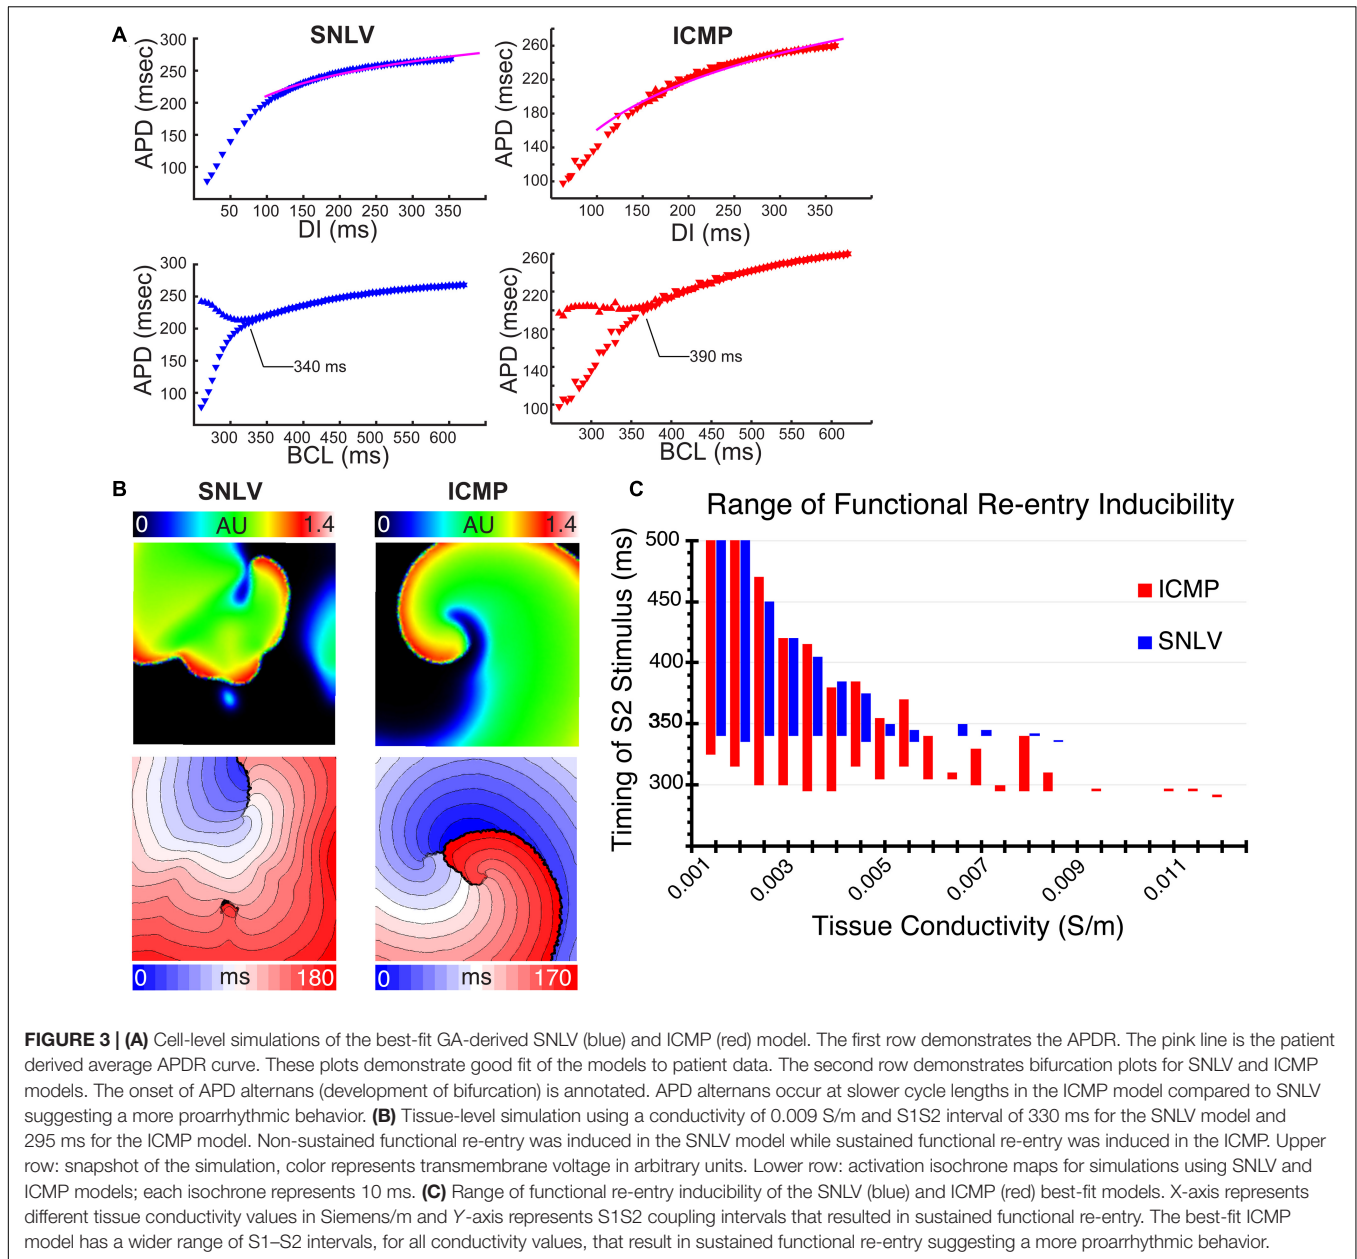 A
SNLV
ICMP
APD (msec)
300
250
200
150
100
50 100 150 200 250 300 350
DI (ms)
APD (msec)
260
220
180
140
100
100 150 200 250 300 350
DI (ms)
APD (msec)
300
250
200
150
100
340 ms
300 350 400 450 500 550 600
BCL (ms)
APD (msec)
260
220
180
140
100
390 ms
300 350 400 450 500 550 600
BCL (ms)
B
SNLV
ICMP
0 AU 1.4
0 AU 1.4
0 ms 180
0 ms 170
C
Range of Functional Re-entry Inducibility
Timing of S2 Stimulus (ms)
500
450
400
350
300
ICMP
SNLV
0.001 0.003 0.005 0.007 0.009 0.011
Tissue Conductivity (S/m)
FIGURE 3 | (A) Cell-level simulations of the best-fit GA-derived SNLV (blue) and ICMP (red) model. The first row demonstrates the APDR. The pink line is the patient
derived average APDR curve. These plots demonstrate good fit of the models to patient data. The second row demonstrates bifurcation plots for SNLV and ICMP
models. The onset of APD alternans (development of bifurcation) is annotated. APD alternans occur at slower cycle lengths in the ICMP model compared to SNLV
suggesting a more proarrhythmic behavior. (B) Tissue-level simulation using a conductivity of 0.009 S/m and S1S2 interval of 330 ms for the SNLV model and
295 ms for the ICMP model. Non-sustained functional re-entry was induced in the SNLV model while sustained functional re-entry was induced in the ICMP. Upper
row: snapshot of the simulation, color represents transmembrane voltage in arbitrary units. Lower row: activation isochrone maps for simulations using SNLV and
ICMP models; each isochrone represents 10 ms. (C) Range of functional re-entry inducibility of the SNLV (blue) and ICMP (red) best-fit models. X-axis represents
different tissue conductivity values in Siemens/m and Y-axis represents S1S2 coupling intervals that resulted in sustained functional re-entry. The best-fit ICMP
model has a wider range of S1–S2 intervals, for all conductivity values, that result in sustained functional re-entry suggesting a more proarrhythmic behavior.